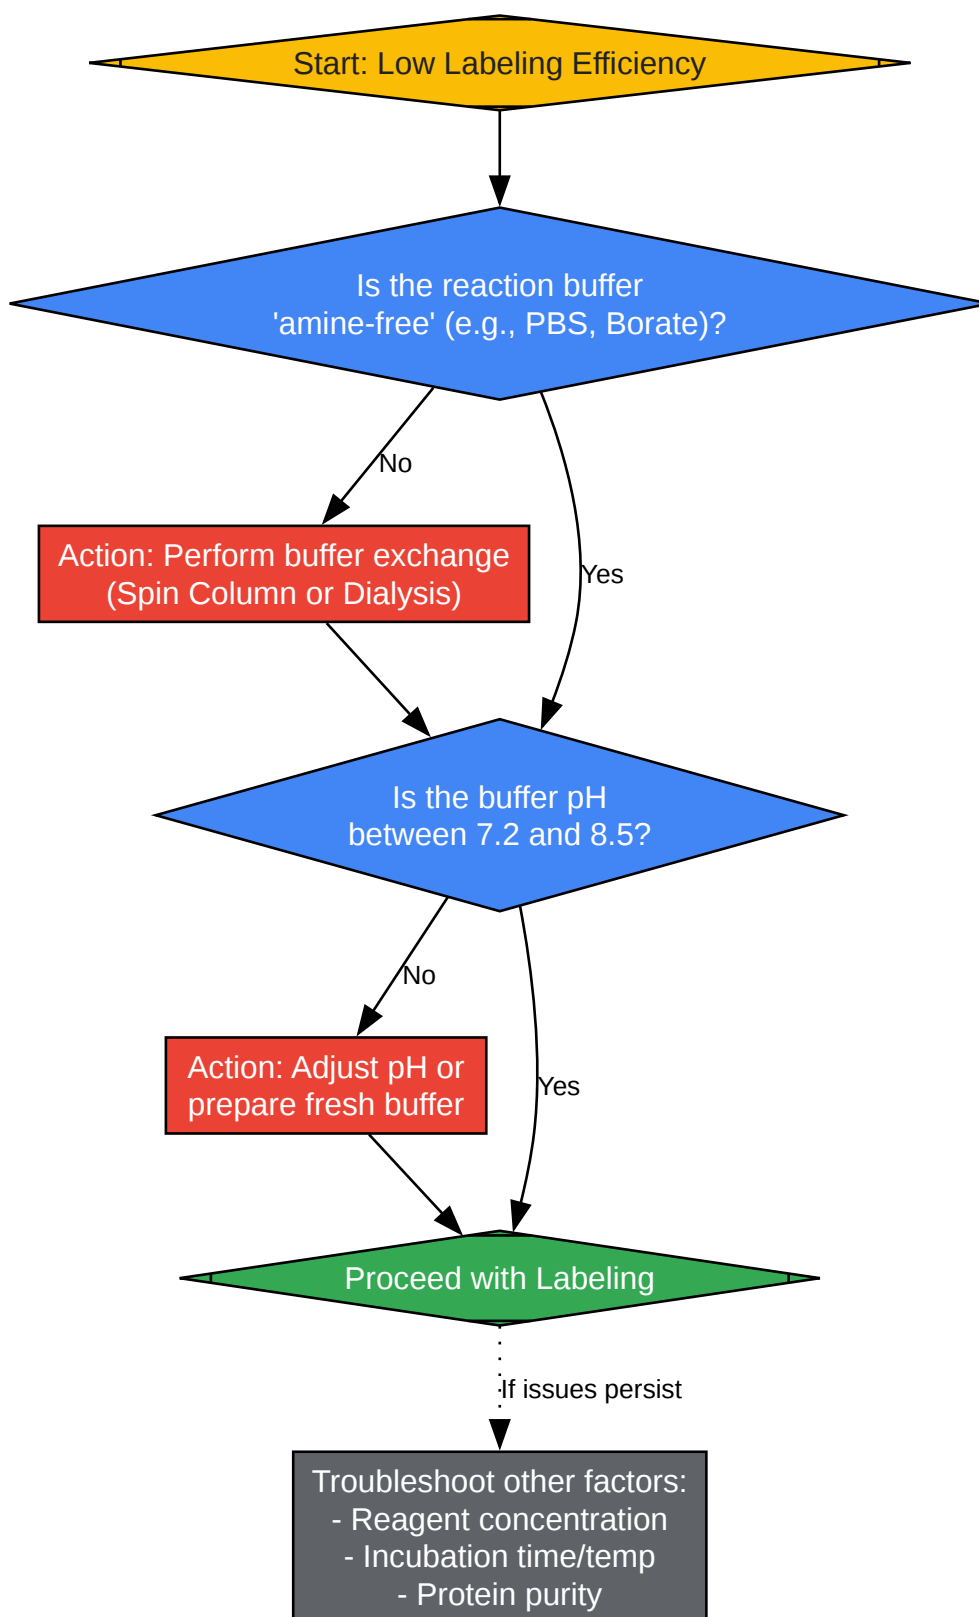 Start: Low Labeling Efficiency
Is the reaction buffer
'amine-free' (e.g., PBS, Borate)?
No
Action: Perform buffer exchange
(Spin Column or Dialysis)
Yes
Is the buffer pH
between 7.2 and 8.5?
No
Action: Adjust pH or
prepare fresh buffer
Yes
Proceed with Labeling
If issues persist
Troubleshoot other factors:
- Reagent concentration
- Incubation time/temp
- Protein purity